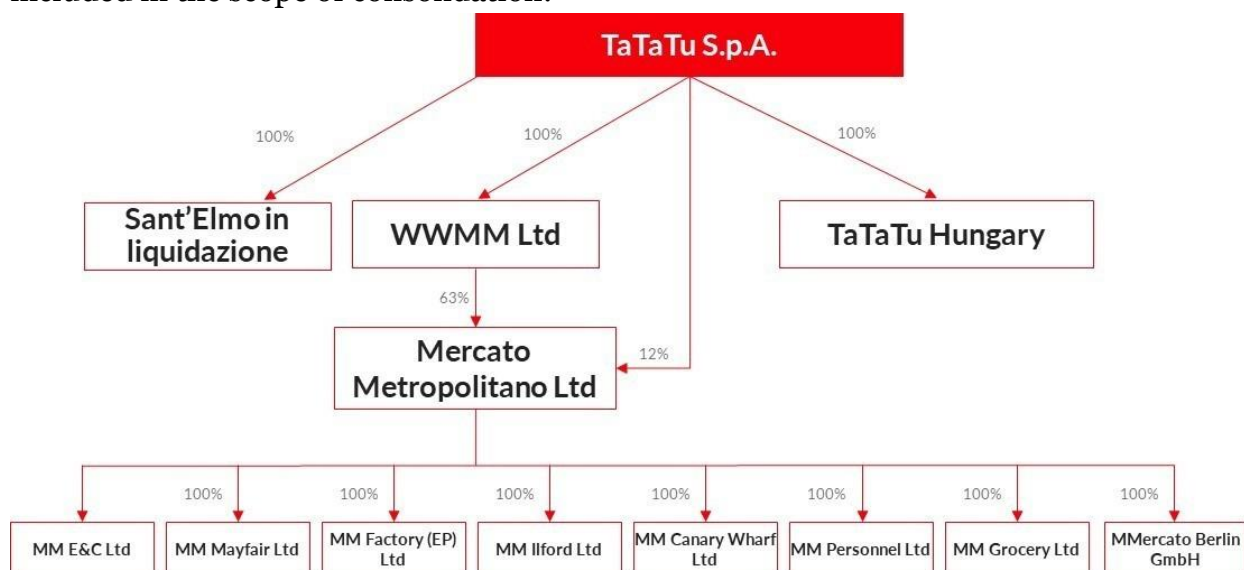 included in the scope of consolidation.
TaTaTu S.p.A.
100%
100%
100%
Sant'Elmo in
liquidazione
WWMM Ltd
TaTaTu Hungary
63%
Mercato
Metropolitano Ltd
12%
100%
100%
100%
100%
100%
100%
100%
MM E&C Ltd
MM Mayfair Ltd
MM Factory (EP)
Ltd
MM Ilford Ltd
MM Canary Wharf
Ltd
MM Personnel Ltd
MM Grocery Ltd
MMercato Berlin
GmbH